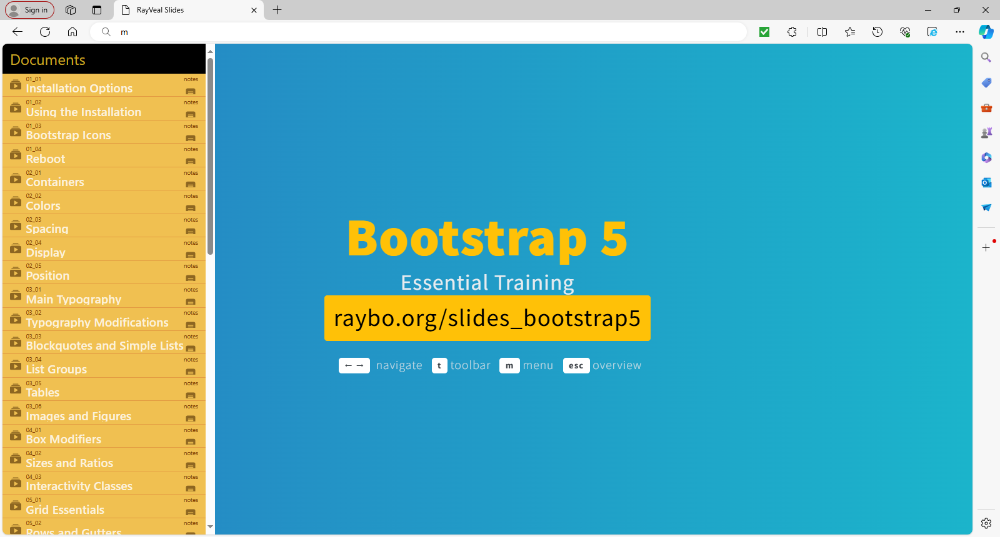 Sign in
RayVeal Slides
m
Documents
01_01 notes
Installation Options
01_02 notes
Using the Installation
01_03 notes
Bootstrap Icons
01_04 notes
Reboot
02_01 notes
Containers
02_02 notes
Colors
02_03 notes
Spacing
02_04 notes
Display
02_05 notes
Position
03_01 notes
Main Typography
03_02 notes
Typography Modifications
03_03 notes
Blockquotes and Simple Lists
03_04 notes
List Groups
03_05 notes
Tables
03_06 notes
Images and Figures
04_01 notes
Box Modifiers
04_02 notes
Sizes and Ratios
04_03 notes
Interactivity Classes
05_01 notes
Grid Essentials
05_02 notes
Rows and Gutters
Bootstrap 5
Essential Training
raybo.org/slides_bootstrap5
← → navigate t toolbar m menu esc overview